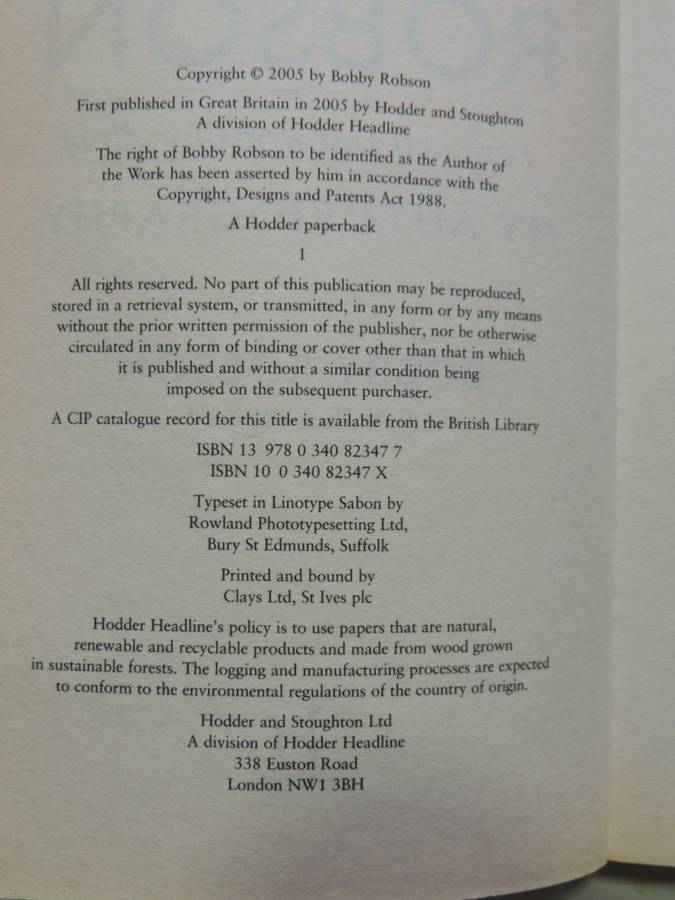 Copyright © 2005 by Bobby Robson
First published in Great Britain in 2005 by Hodder and Stoughton
A division of Hodder Headline
The right of Bobby Robson to be identified as the Author of
the Work has been asserted by him in accordance with the
Copyright, Designs and Patents Act 1988.
A Hodder paperback
1
All rights reserved. No part of this publication may be reproduced,
stored in a retrieval system, or transmitted, in any form or by any means
without the prior written permission of the publisher, nor be otherwise
circulated in any form of binding or cover other than that in which
it is published and without a similar condition being
imposed on the subsequent purchaser.
A CIP catalogue record for this title is available from the British Library
ISBN 13 978 0 340 82347 7
ISBN 10 0 340 82347 X
Typeset in Linotype Sabon by
Rowland Phototypesetting Ltd,
Bury St Edmunds, Suffolk
Printed and bound by
Clays Ltd, St Ives plc
Hodder Headline's policy is to use papers that are natural,
renewable and recyclable products and made from wood grown
in sustainable forests. The logging and manufacturing processes are expected
to conform to the environmental regulations of the country of origin.
Hodder and Stoughton Ltd
A division of Hodder Headline
338 Euston Road
London NW1 3BH